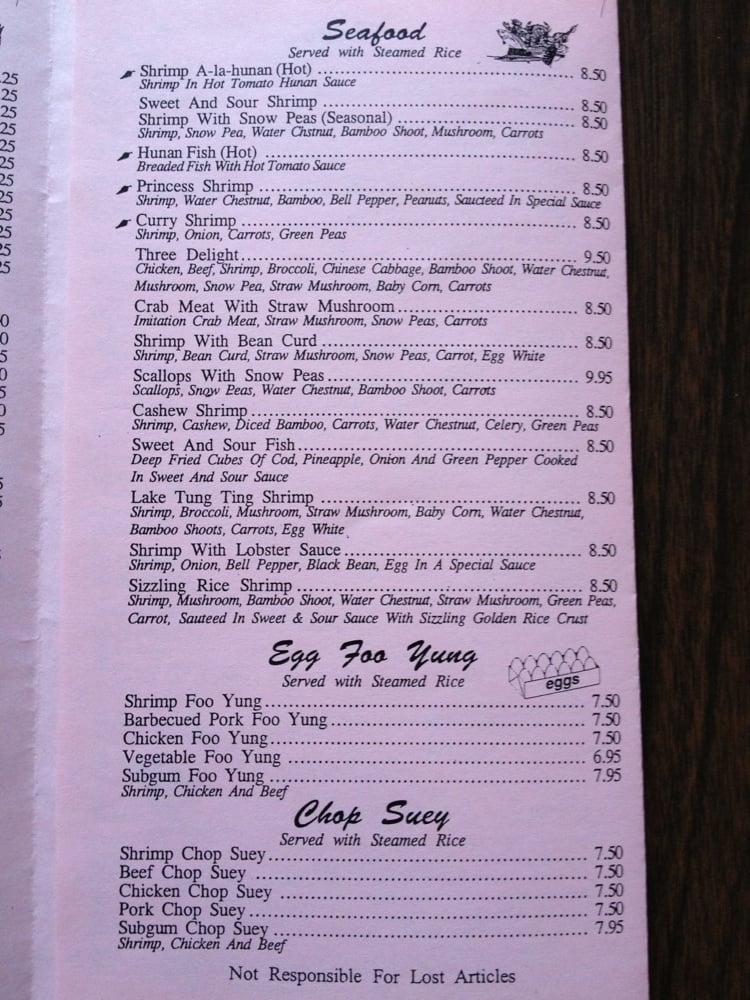 Seafood
Served with Steamed Rice
Shrimp A-la-hunan (Hot) ........ 8.50
Shrimp In Hot Tomato Hunan Sauce
Sweet And Sour Shrimp ........ 8.50
Shrimp With Snow Peas (Seasonal) ........ 8.50
Shrimp, Snow Pea, Water Chstnut, Bamboo Shoot, Mushroom, Carrots
Hunan Fish (Hot) ........ 8.50
Breaded Fish With Hot Tomato Sauce
Princess Shrimp ........ 8.50
Shrimp, Water Chestnut, Bamboo, Bell Pepper, Peanuts, Saucteed In Special Sauce
Curry Shrimp ........ 8.50
Shrimp, Onion, Carrots, Green Peas
Three Delight ........ 9.50
Chicken, Beef, Shrimp, Broccoli, Chinese Cabbage, Bamboo Shoot, Water Chestnut,
Mushroom, Snow Pea, Straw Mushroom, Baby Corn, Carrots
Crab Meat With Straw Mushroom ........ 8.50
Imitation Crab Meat, Straw Mushroom, Snow Peas, Carrots
Shrimp With Bean Curd ........ 8.50
Shrimp, Bean Curd, Straw Mushroom, Snow Peas, Carrot, Egg White
Scallops With Snow Peas ........ 9.95
Scallops, Snow Peas, Water Chestnut, Bamboo Shoot, Carrots
Cashew Shrimp ........ 8.50
Shrimp, Cashew, Diced Bamboo, Carrots, Water Chestnut, Celery, Green Peas
Sweet And Sour Fish ........ 8.50
Deep Fried Cubes Of Cod, Pineapple, Onion And Green Pepper Cooked
In Sweet And Sour Sauce
Lake Tung Ting Shrimp ........ 8.50
Shrimp, Broccoli, Mushroom, Straw Mushroom, Baby Corn, Water Chestnut,
Bamboo Shoots, Carrots, Egg White
Shrimp With Lobster Sauce ........ 8.50
Shrimp, Onion, Bell Pepper, Black Bean, Egg In A Special Sauce
Sizzling Rice Shrimp ........ 8.50
Shrimp, Mushroom, Bamboo Shoot, Water Chestnut, Straw Mushroom, Green Peas,
Carrot, Sauteed In Sweet & Sour Sauce With Sizzling Golden Rice Crust
Egg Foo Yung
Served with Steamed Rice
eggs
Shrimp Foo Yung ........ 7.50
Barbecued Pork Foo Yung ........ 7.50
Chicken Foo Yung ........ 7.50
Vegetable Foo Yung ........ 6.95
Subgum Foo Yung ........ 7.95
Shrimp, Chicken And Beef
Chop Suey
Served with Steamed Rice
Shrimp Chop Suey ........ 7.50
Beef Chop Suey ........ 7.50
Chicken Chop Suey ........ 7.50
Pork Chop Suey ........ 7.50
Subgum Chop Suey ........ 7.95
Shrimp, Chicken And Beef
Not Responsible For Lost Articles